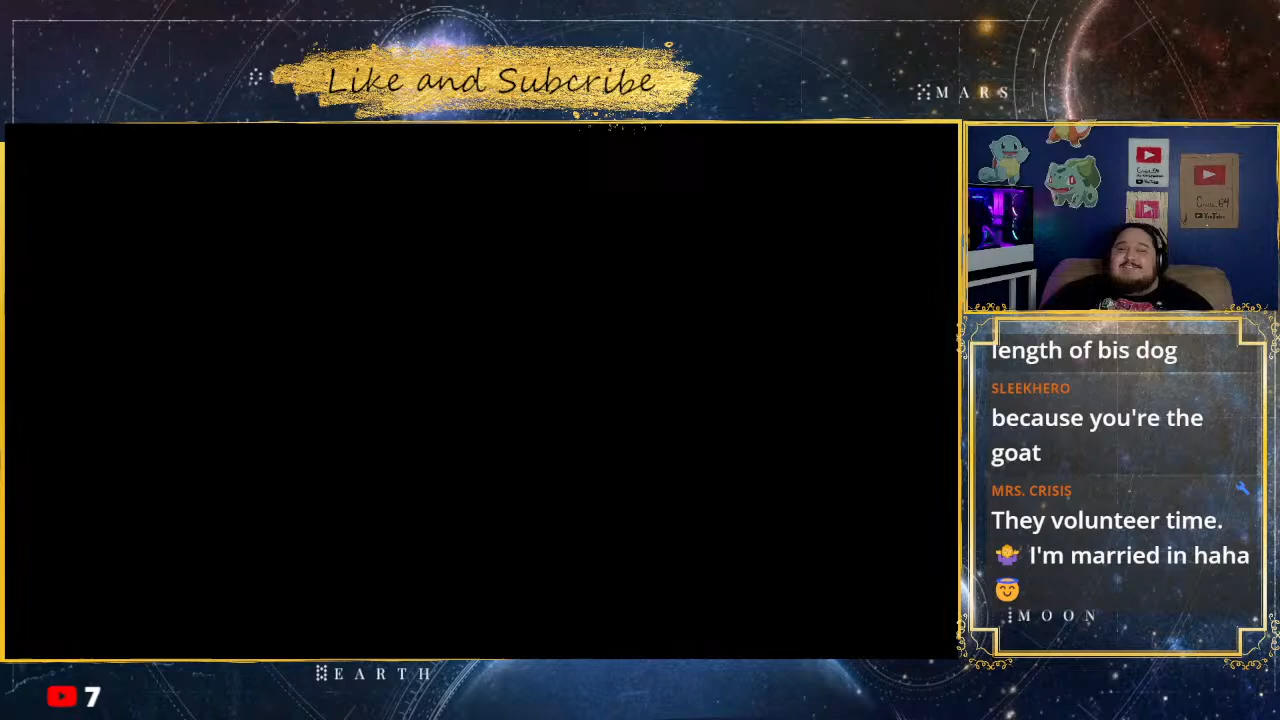 Like and Subcribe
MARS
length of bis dog
SLEEKHERO
because you're the
goat
MRS. CRISIS
They volunteer time.
🤷 I'm married in haha
😇
MOON
EARTH
7